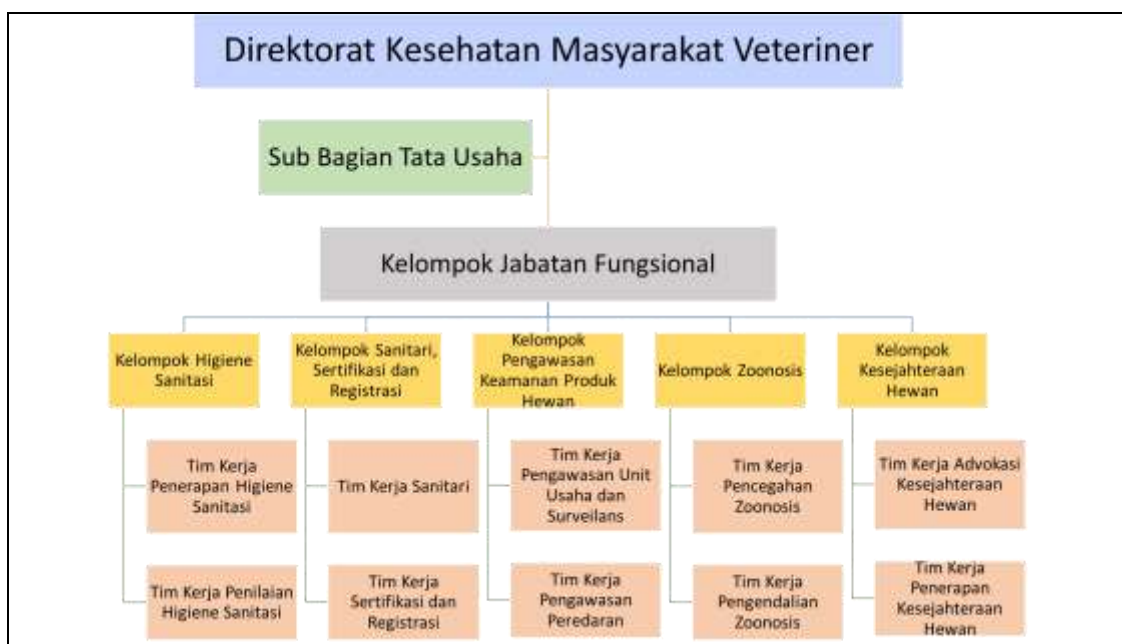 Direktorat Kesehatan Masyarakat Veteriner
Sub Bagian Tata Usaha
Kelompok Jabatan Fungsional
Kelompok Higiene
Sanitasi
Kelompok Sanitari,
Sertifikasi dan
Registrasi
Kelompok
Pengawasan
Keamanan Produk
Hewan
Kelompok Zoonosis
Kelompok
Kesejahteraan
Hewan
Tim Kerja
Penerapan Higiene
Sanitasi
Tim Kerja Sanitari
Tim Kerja
Pengawasan Unit
Usaha dan
Surveilans
Tim Kerja
Pencegahan
Zoonosis
Tim Kerja Advokasi
Kesejahteraan
Hewan
Tim Kerja Penilaian
Higiene Sanitasi
Tim Kerja
Sertifikasi dan
Registrasi
Tim Kerja
Pengawasan
Peredaran
Tim Kerja
Pengendalian
Zoonosis
Tim Kerja
Penerapan
Kesejahteraan
Hewan